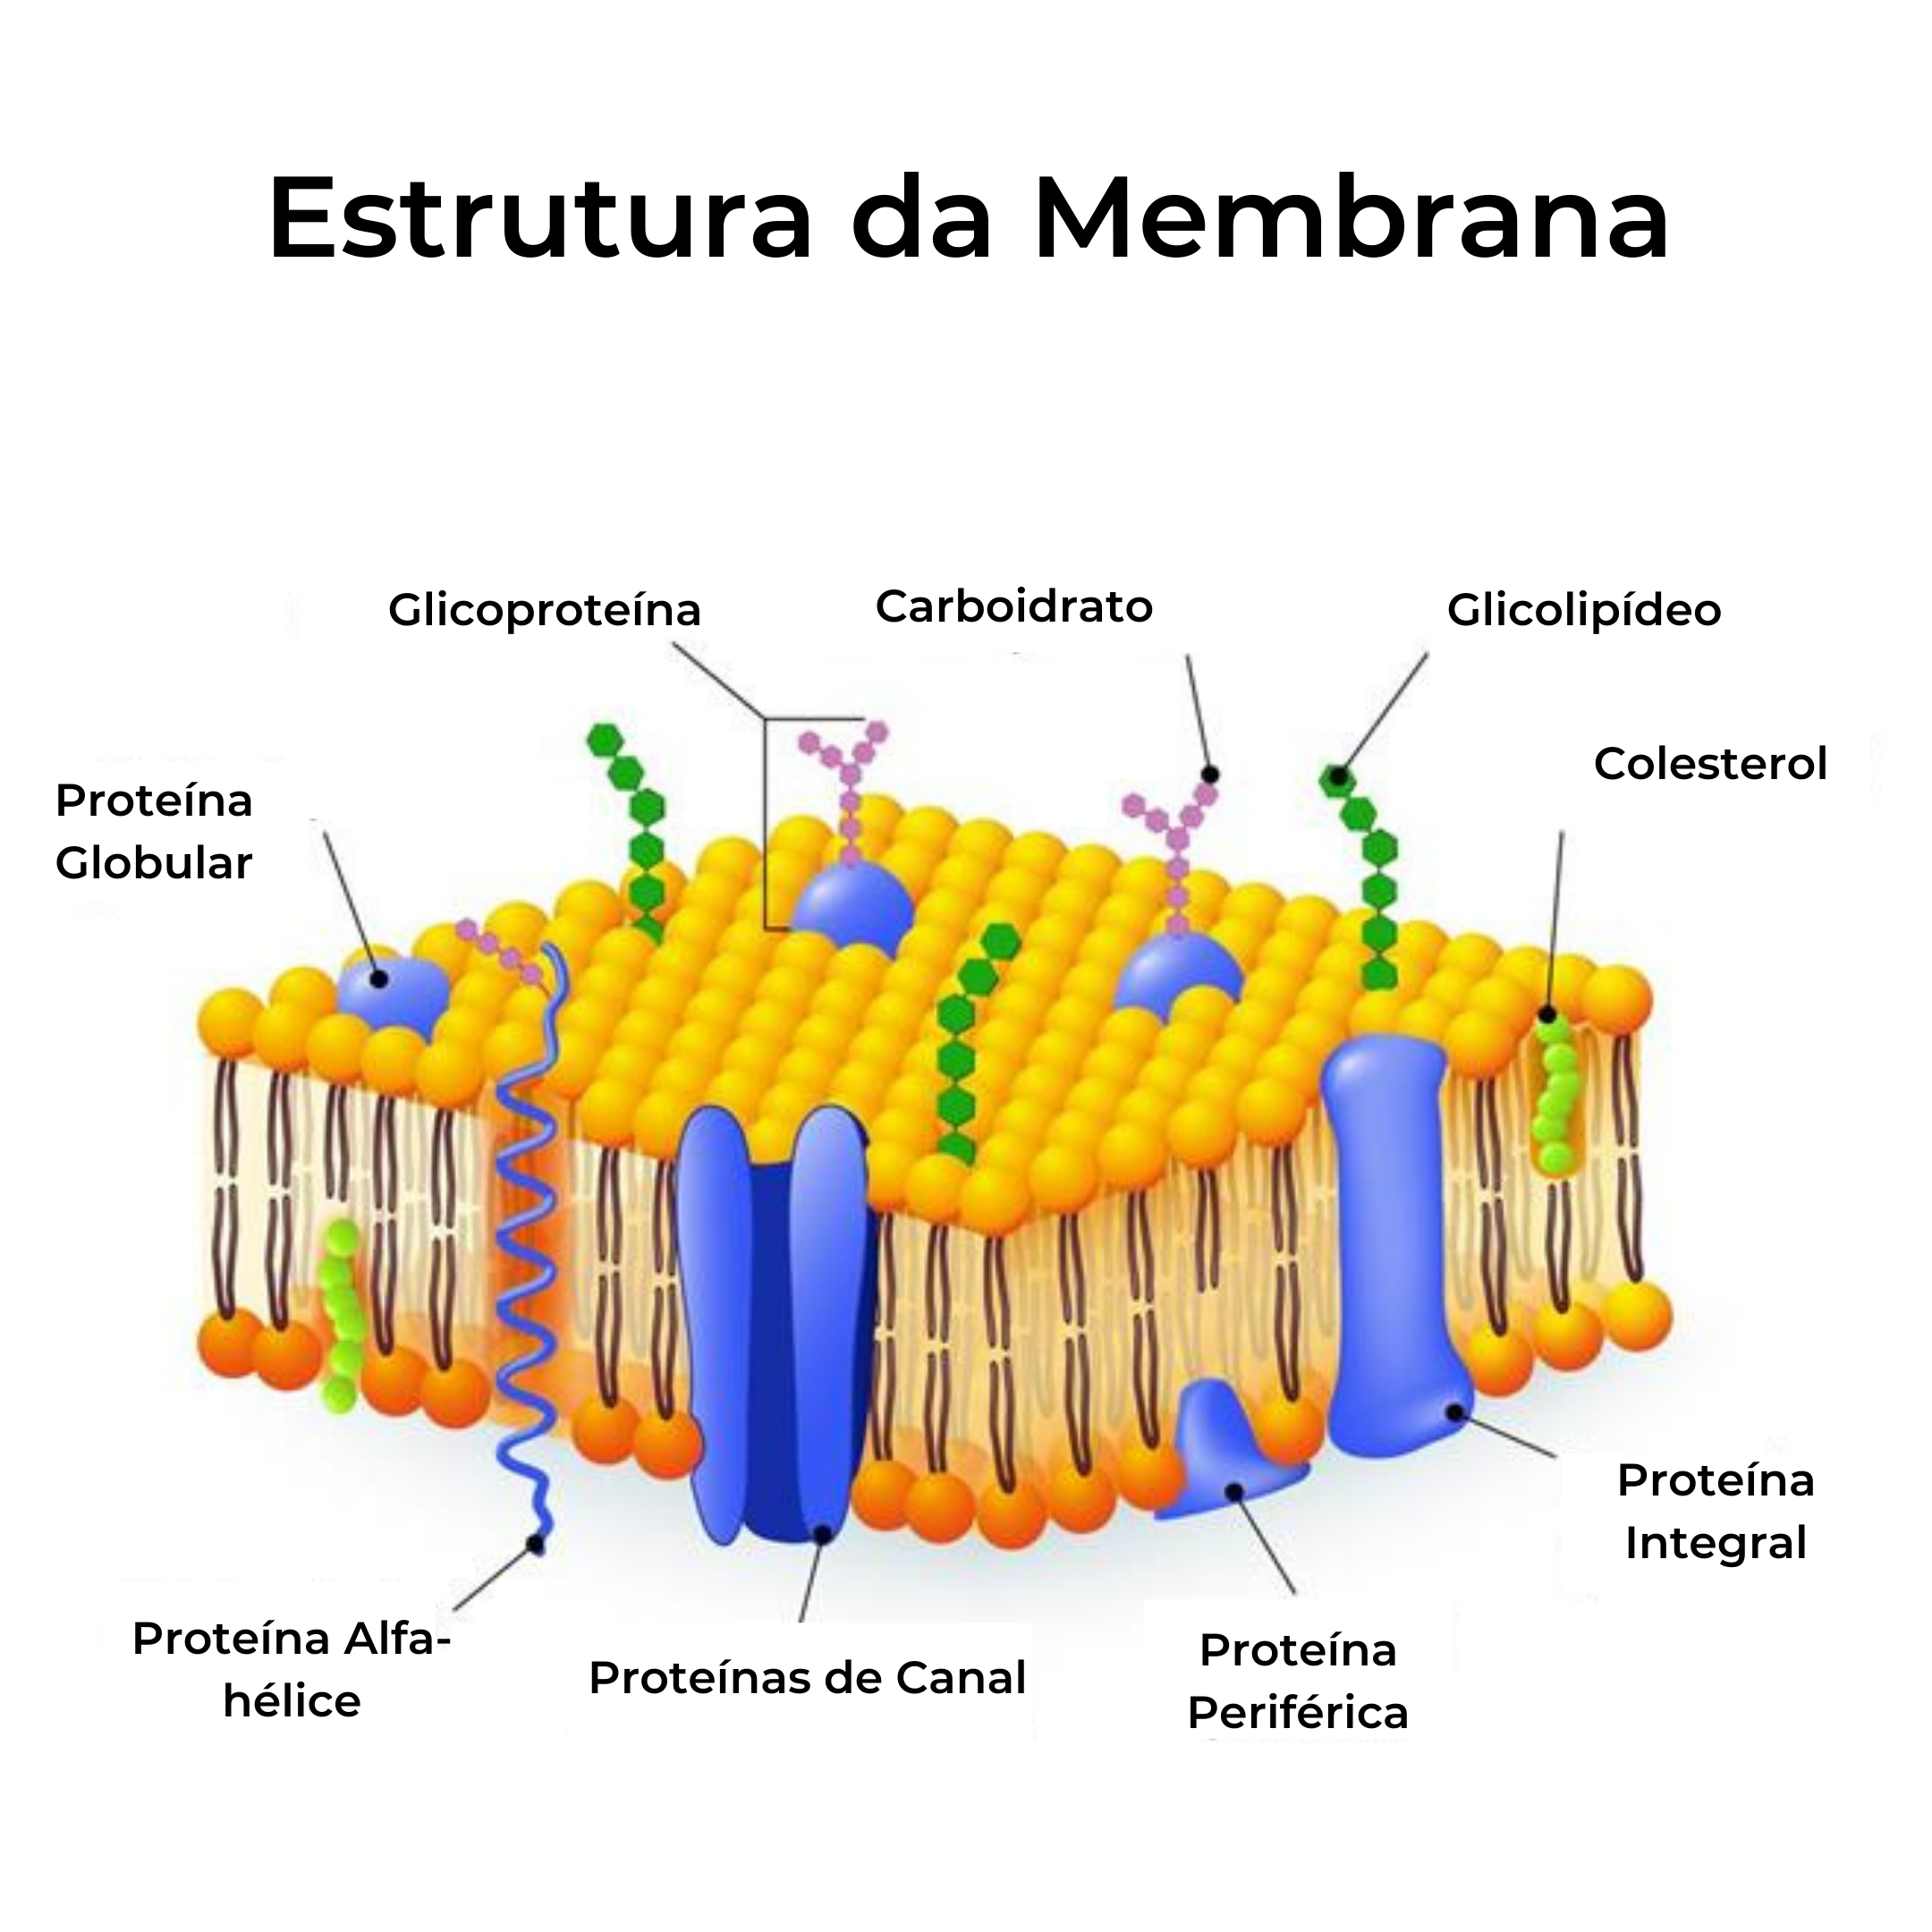 Estrutura da Membrana
Glicoproteína
Carboidrato
Glicolipídeo
Colesterol
Proteína
Globular
Proteína
Integral
Proteína Alfa-
hélice
Proteínas de Canal
Proteína
Periférica